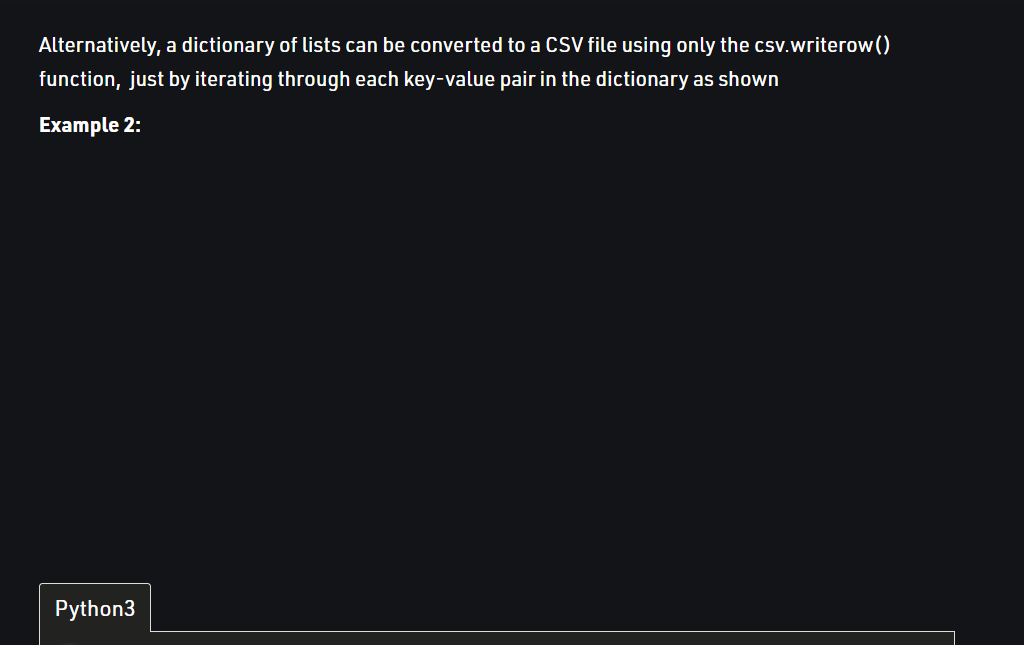 Alternatively, a dictionary of lists can be converted to a CSV file using only the csv.writerow()
function,  just by iterating through each key-value pair in the dictionary as shown
Example 2:
Python3